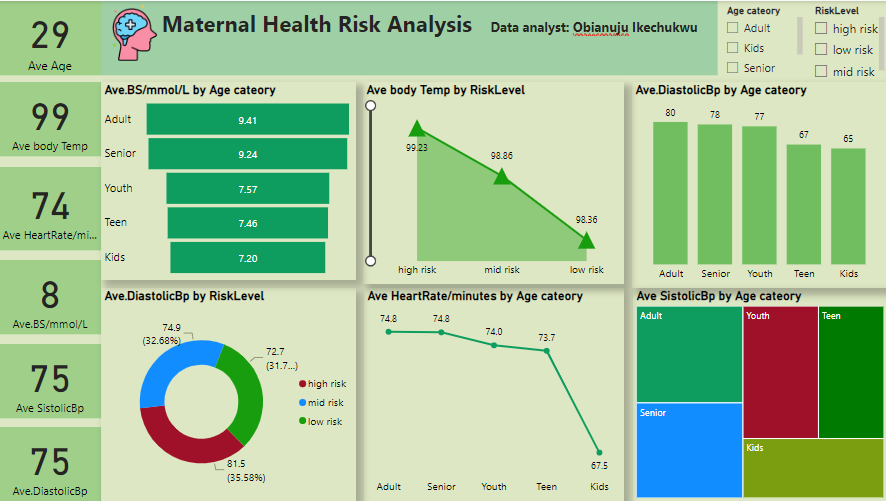 29
Ave Age
Maternal Health Risk Analysis
Data analyst: Obianuju Ikechukwu
Age cateory
Adult
Kids
Senior
RiskLevel
high risk
low risk
mid risk
99
Ave body Temp
74
Ave HeartRate/mi...
8
Ave.BS/mmol/L
75
Ave SistolicBp
75
Ave.DiastolicBp
Ave.BS/mmol/L by Age cateory
Adult 9.41
Senior 9.24
Youth 7.57
Teen 7.46
Kids 7.20
Ave body Temp by RiskLevel
99.23
98.86
98.36
high risk mid risk low risk
Ave.DiastolicBp by Age cateory
80 78 77 67 65
Adult Senior Youth Teen Kids
Ave.DiastolicBp by RiskLevel
74.9
(32.68%)
72.7
(31.7...)
81.5
(35.58%)
high risk
mid risk
low risk
Ave HeartRate/minutes by Age cateory
74.8 74.8 74.0 73.7 67.5
Adult Senior Youth Teen Kids
Ave SistolicBp by Age cateory
Adult
Youth
Teen
Senior
Kids